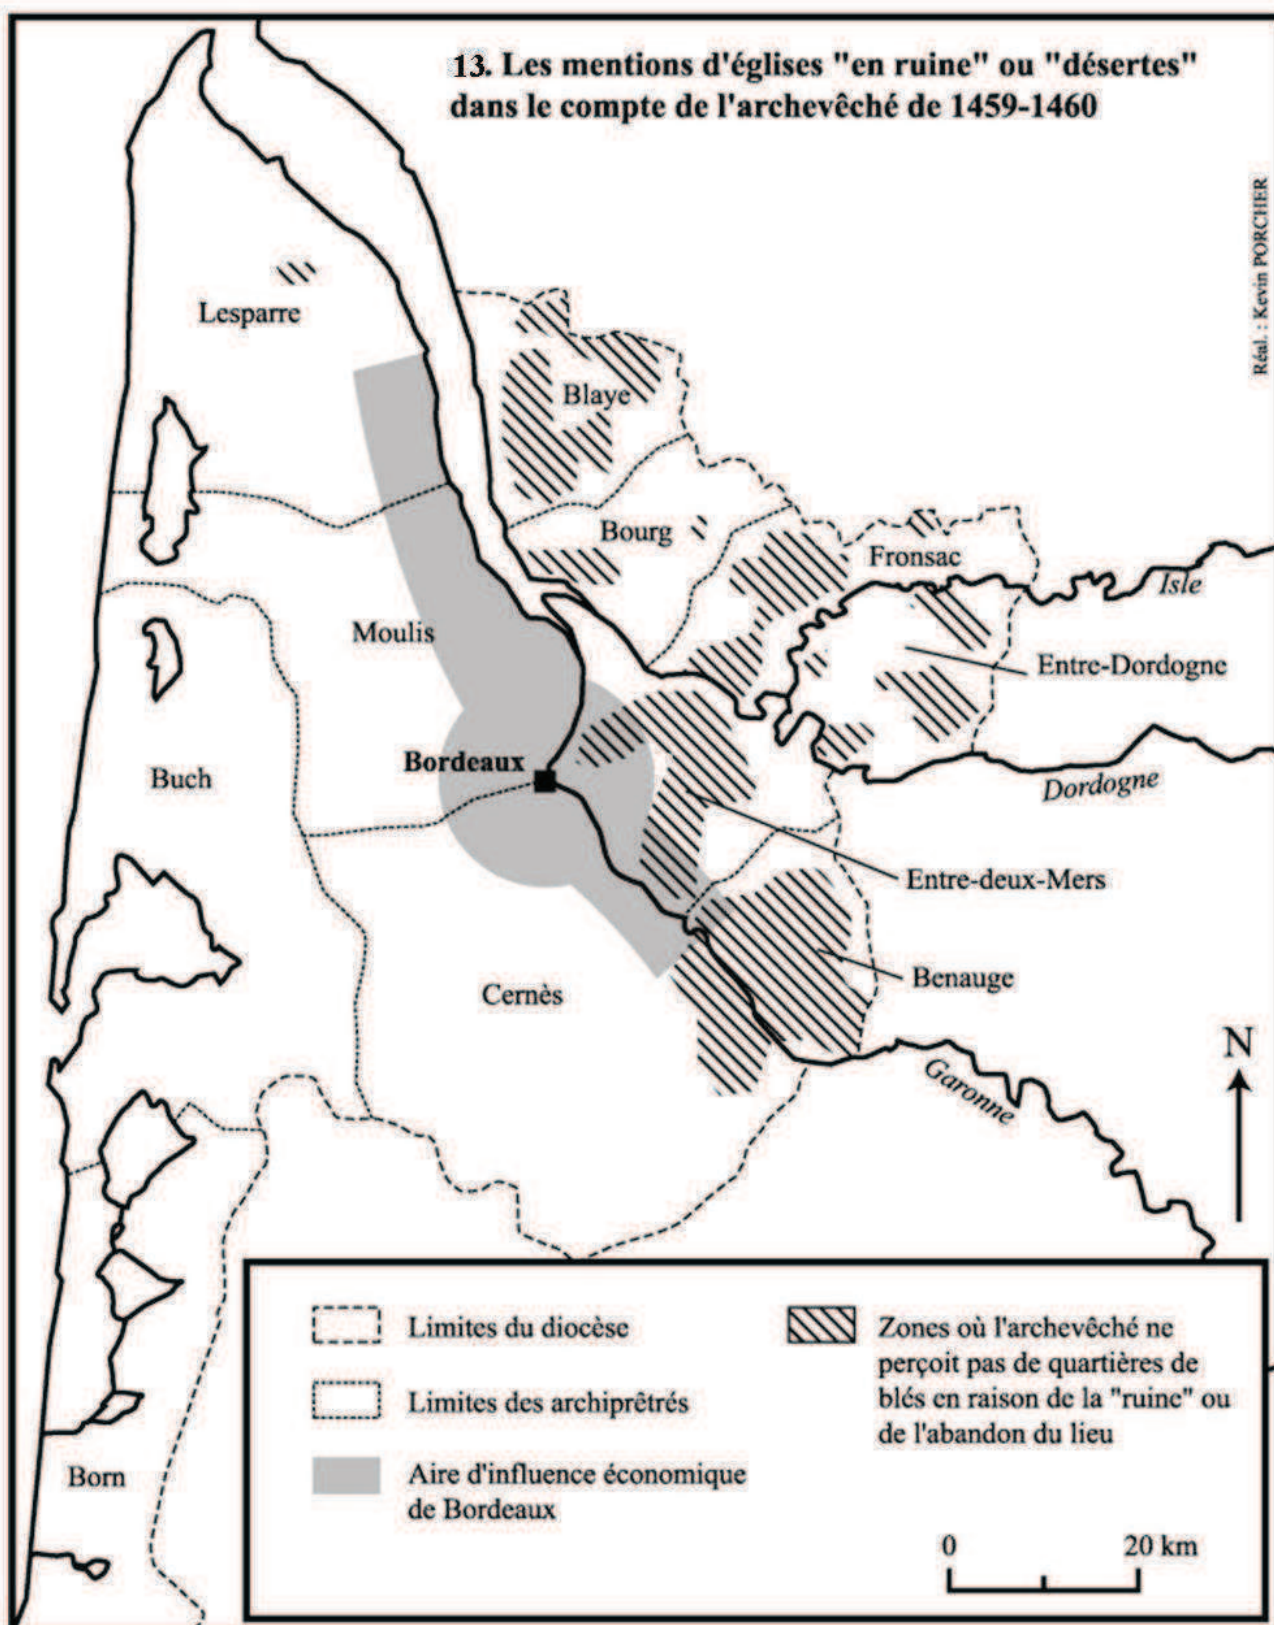 13. Les mentions d'églises "en ruine" ou "désertes"
dans le compte de l'archevêché de 1459-1460
Réal. : Kevin PORCHER
Lesparre
Blaye
Bourg
Fronsac
Isle
Moulis
Entre-Dordogne
Bordeaux
Buch
Dordogne
Entre-deux-Mers
Benauge
Cernès
N
Garonne
Limites du diocèse
Limites des archiprêtrés
Aire d'influence économique
de Bordeaux
Zones où l'archevêché ne
perçoit pas de quartières de
blés en raison de la "ruine" ou
de l'abandon du lieu
Born
0 20 km